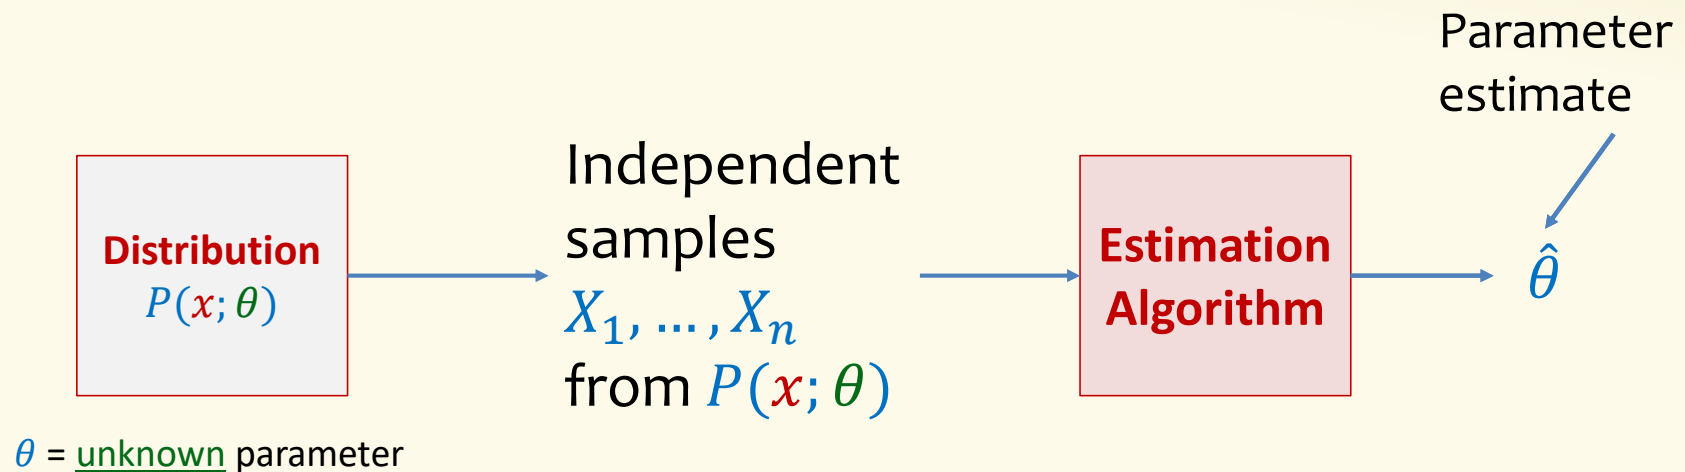 Parameter
estimate
Distribution
P(x; θ)
Independent
samples
X₁, … , Xₙ
from P(x; θ)
Estimation
Algorithm
θ̂
θ = unknown parameter